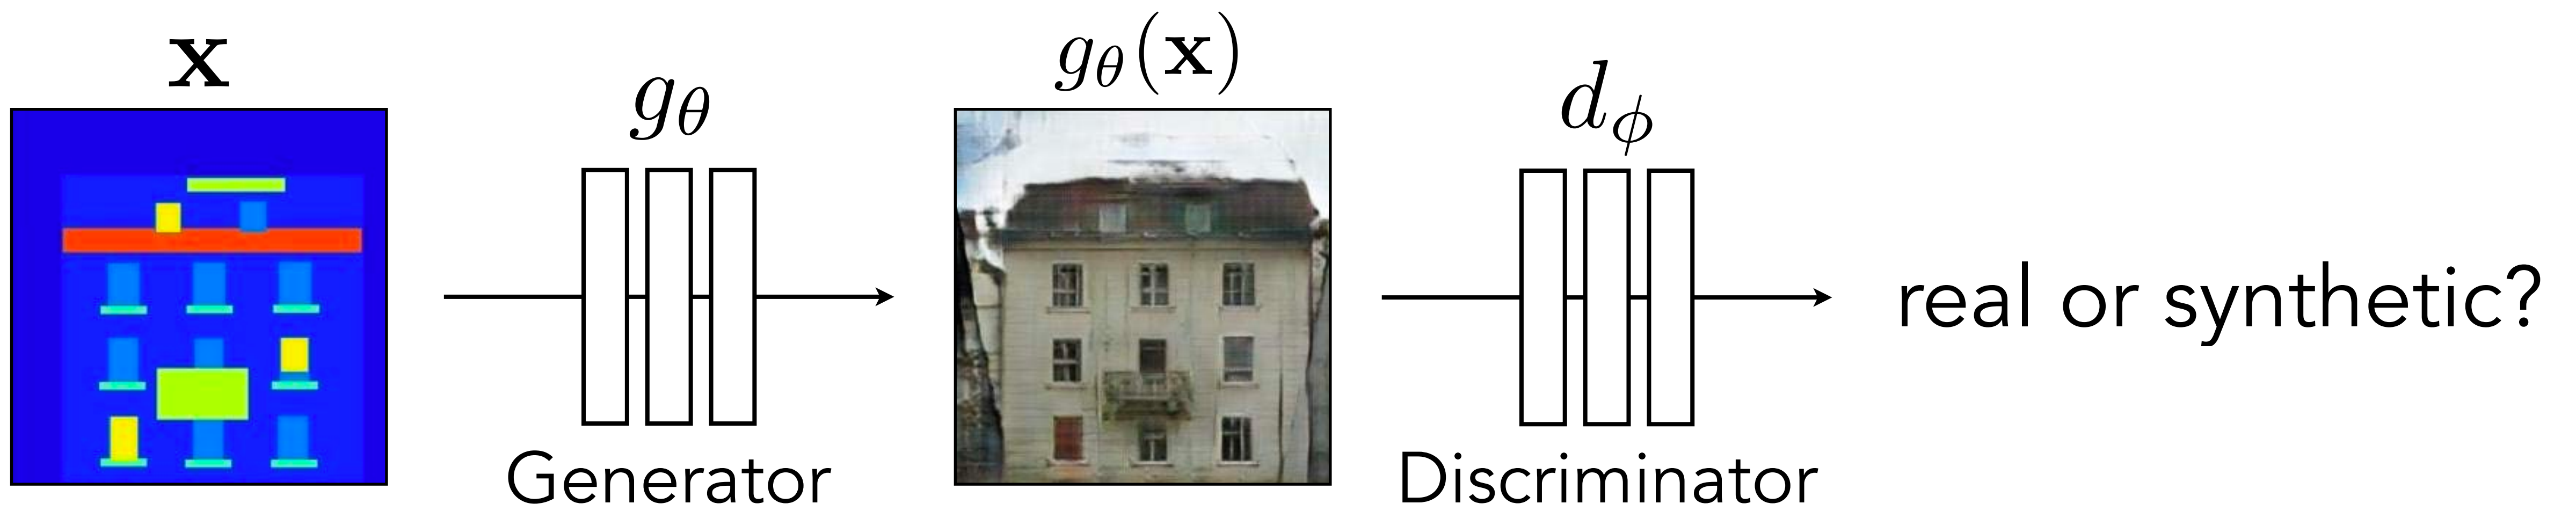 x
g_θ
Generator
g_θ(x)
d_ϕ
Discriminator
real or synthetic?